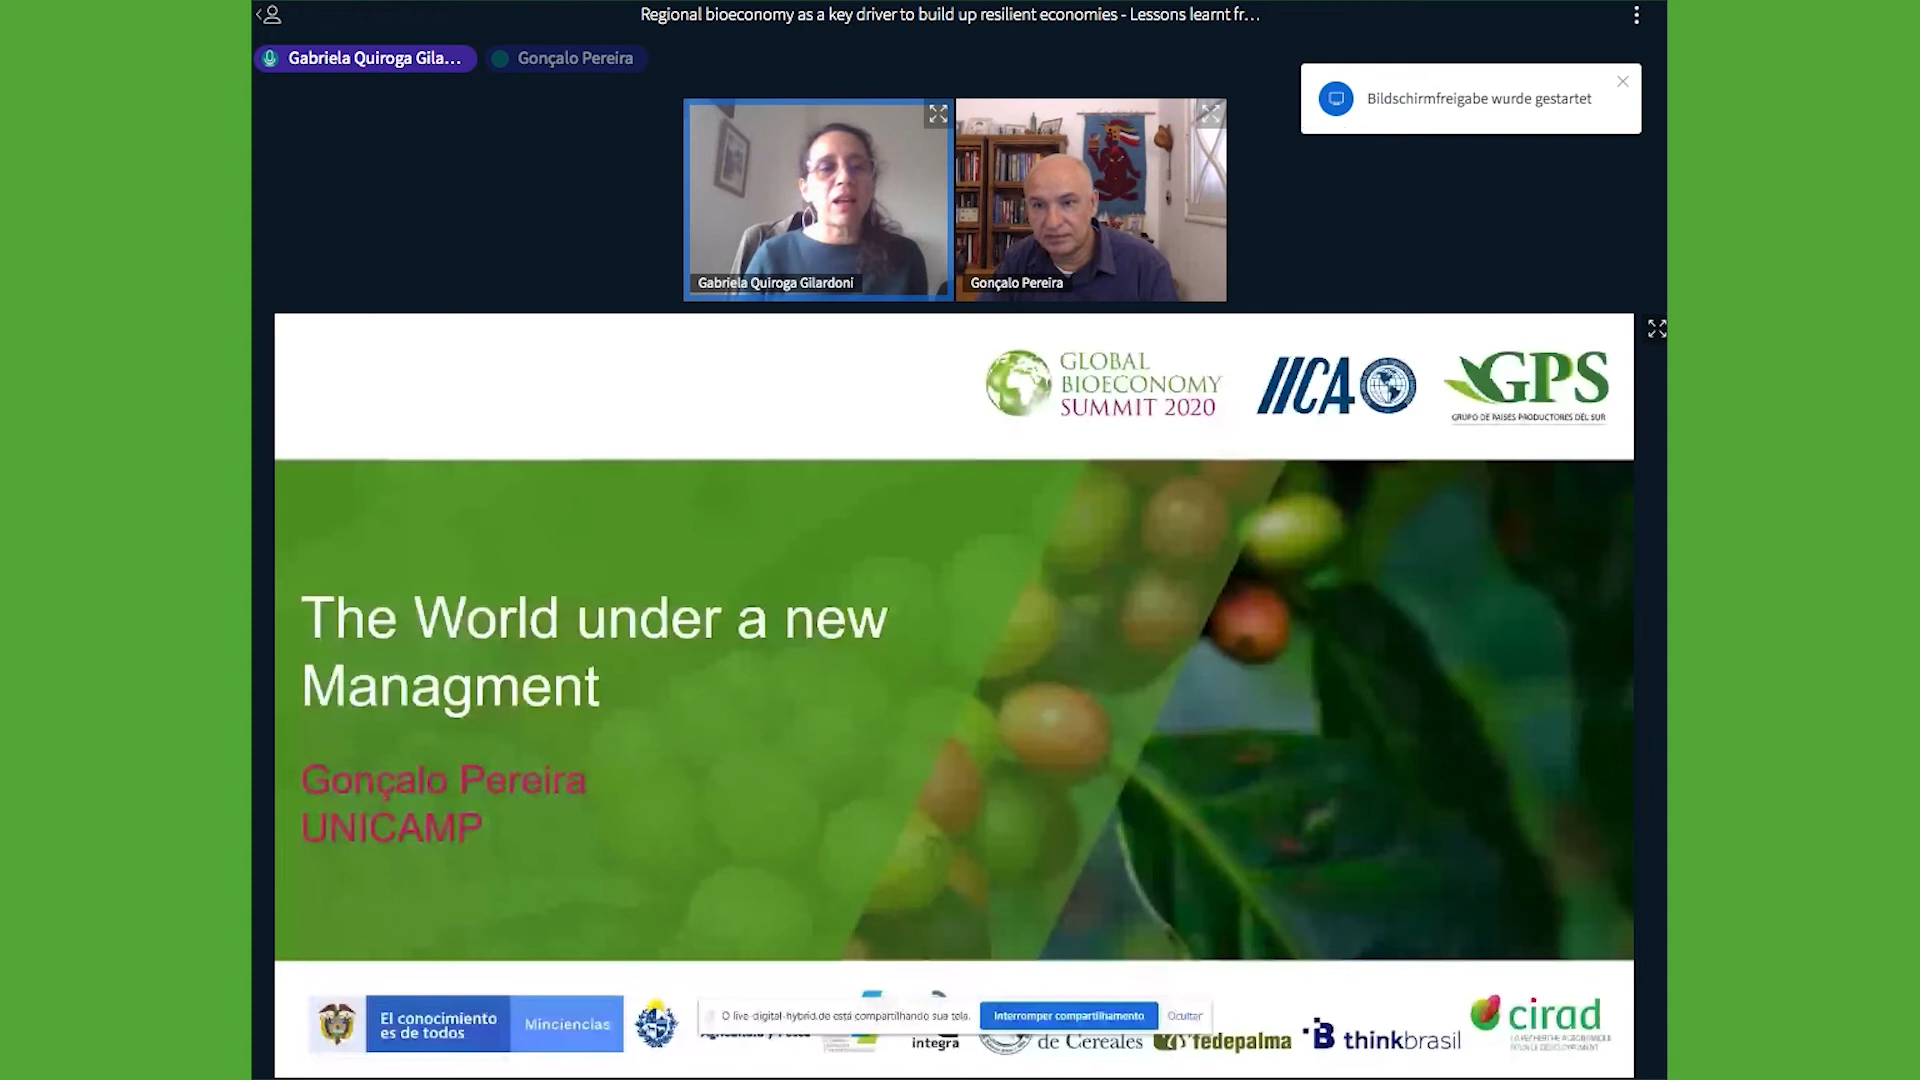 Regional bioeconomy as a key driver to build up resilient economies - Lessons learnt fr…
Gabriela Quiroga Gila…
Gonçalo Pereira
Bildschirmfreigabe wurde gestartet
Gabriela Quiroga Gilardoni
Gonçalo Pereira
GLOBAL
BIOECONOMY
SUMMIT 2020
IICA
GPS
GRUPO DE PAISES PRODUCTORES DEL SUR
The World under a new
Managment
Gonçalo Pereira
UNICAMP
El conocimiento
es de todos
Minciencias
O live-digital-hybrid.de está compartilhando sua tela.
Interromper compartilhamento
Ocultar
integra
de Cereales
fedepalma
B thinkbrasil
cirad